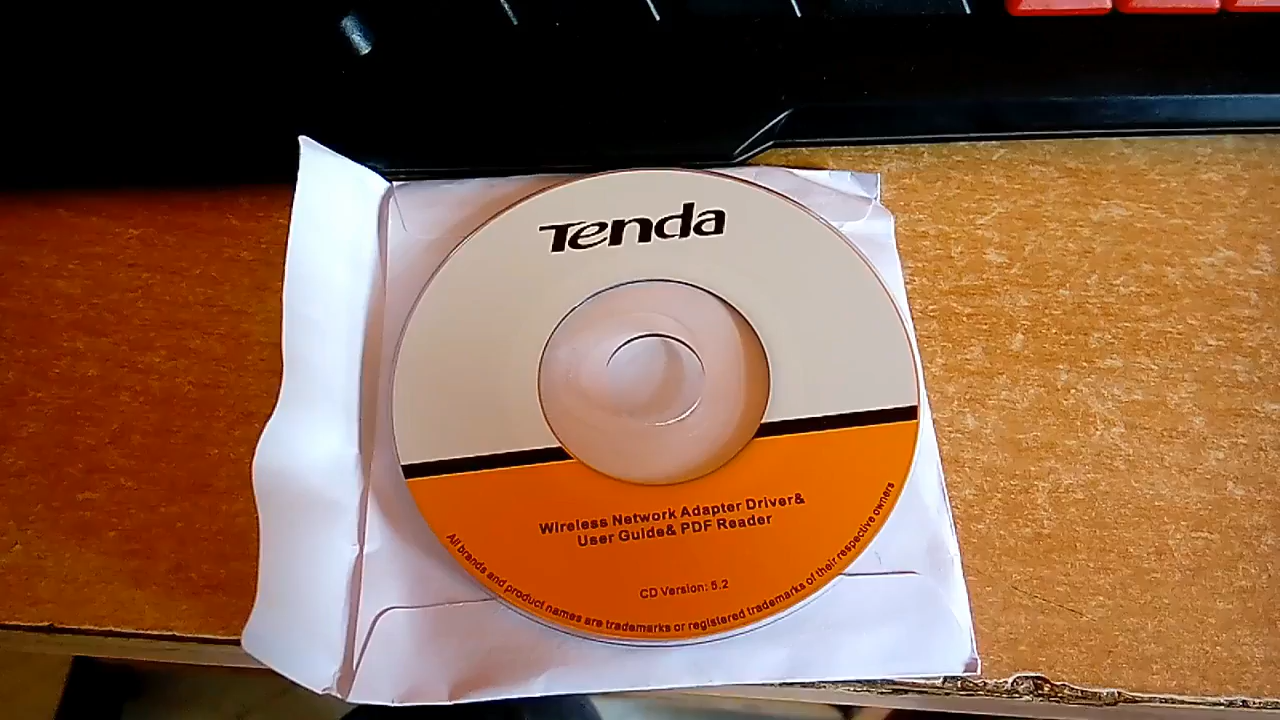 Tenda
Wireless Network Adapter Driver&
User Guide& PDF Reader
CD Version: 5.2
All brands and product names are trademarks or registered trademarks of their respective owners